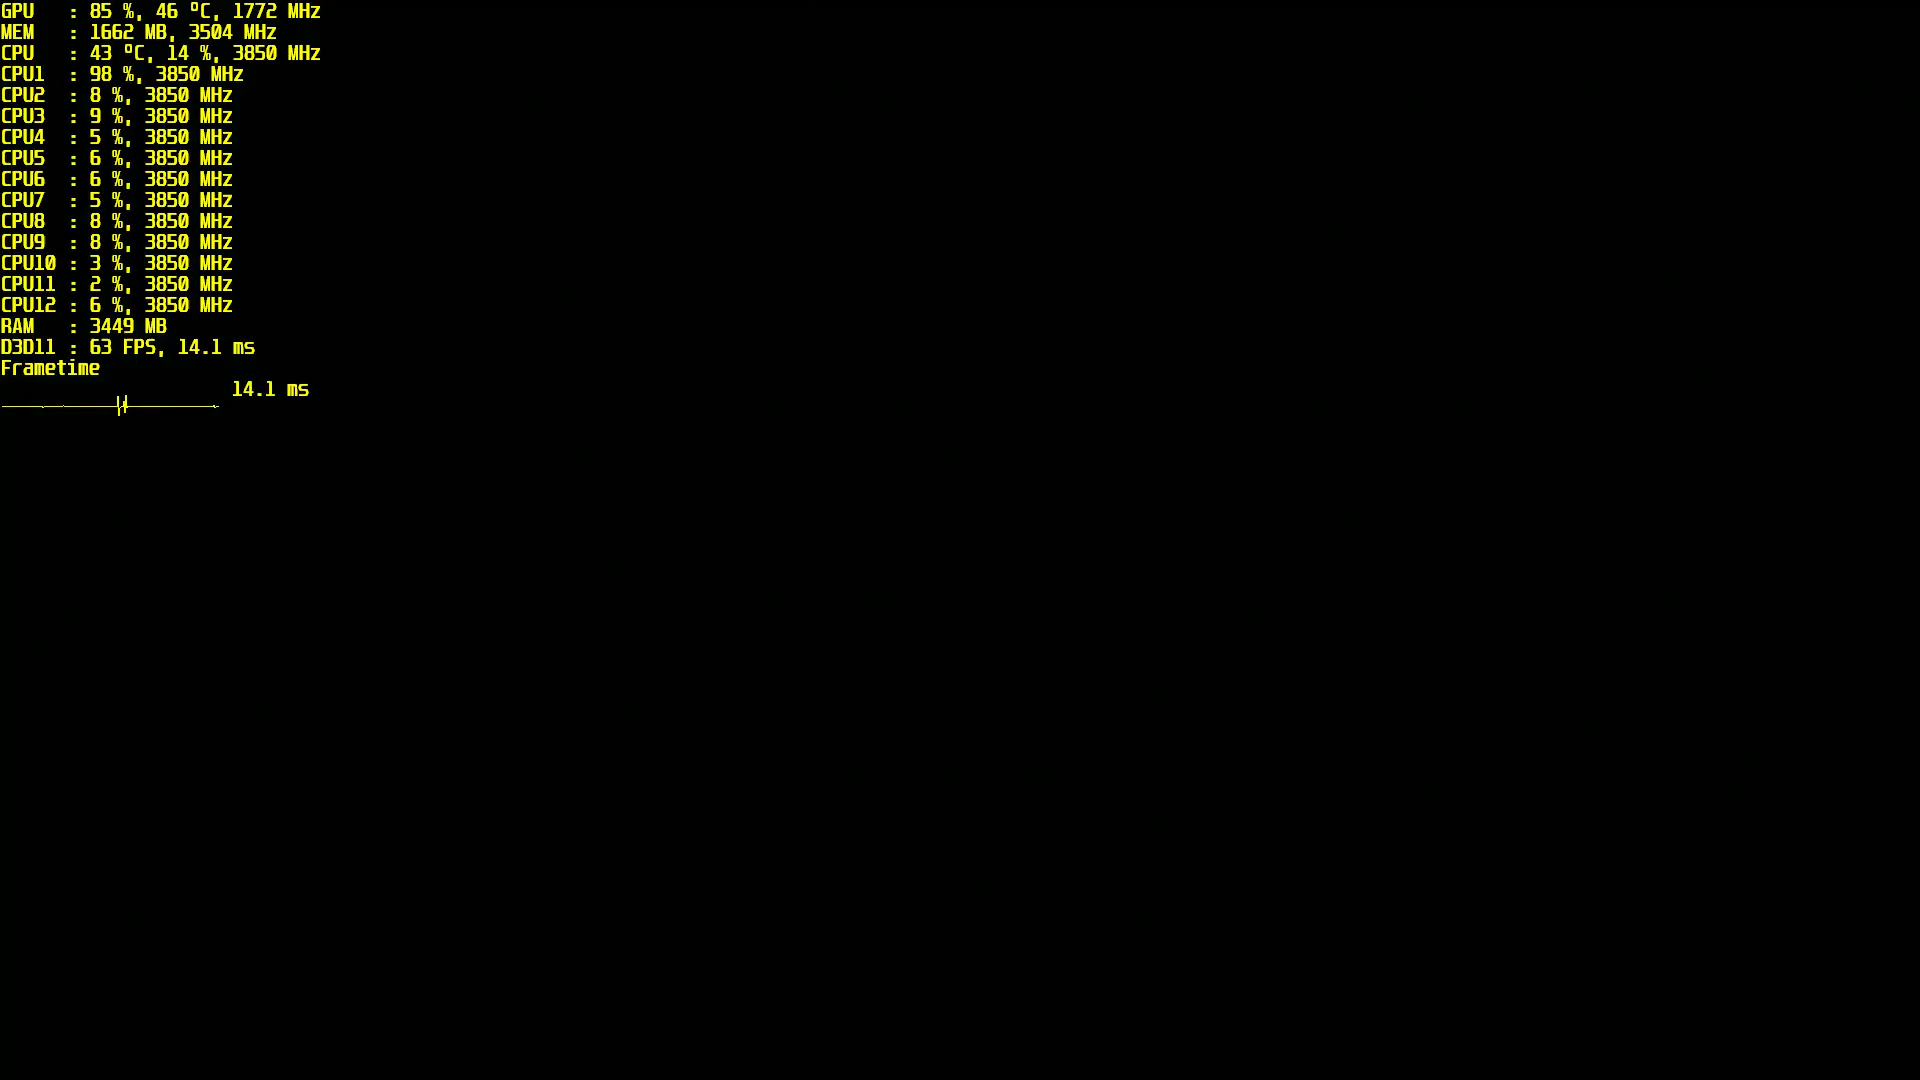 GPU : 85 %, 46 °C, 1772 MHz
MEM : 1662 MB, 3504 MHz
CPU : 43 °C, 14 %, 3850 MHz
CPU1 : 98 %, 3850 MHz
CPU2 : 8 %, 3850 MHz
CPU3 : 9 %, 3850 MHz
CPU4 : 5 %, 3850 MHz
CPU5 : 6 %, 3850 MHz
CPU6 : 6 %, 3850 MHz
CPU7 : 5 %, 3850 MHz
CPU8 : 8 %, 3850 MHz
CPU9 : 8 %, 3850 MHz
CPU10 : 3 %, 3850 MHz
CPU11 : 2 %, 3850 MHz
CPU12 : 6 %, 3850 MHz
RAM : 3449 MB
D3D11 : 63 FPS, 14.1 ms
Frametime
14.1 ms